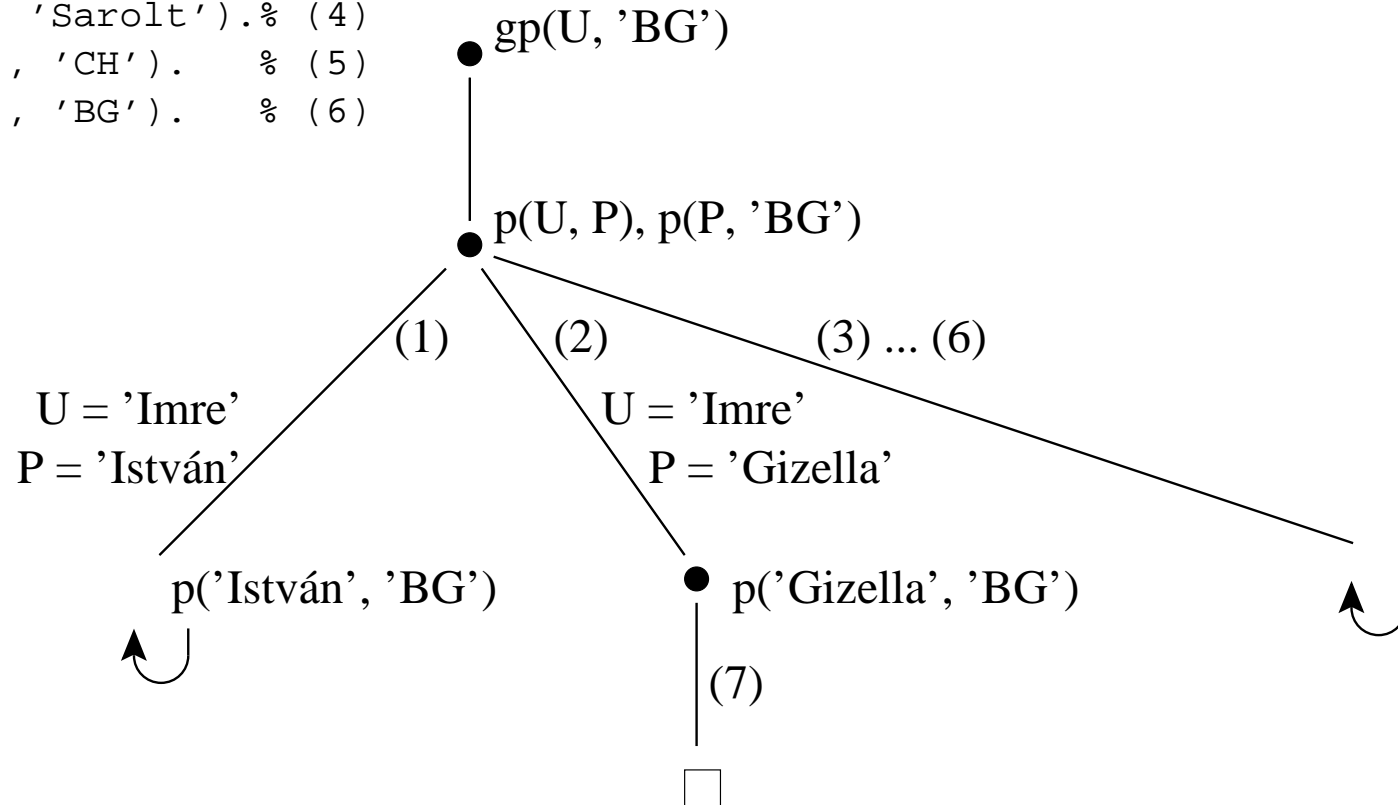 'Sarolt').% (4)
, 'CH').   % (5)
, 'BG').   % (6)
gp(U, ’BG’)
p(U, P), p(P, ’BG’)
(1)
(2)
(3) ... (6)
U = ’Imre’
P = ’István’
U = ’Imre’
P = ’Gizella’
p(’István’, ’BG’)
p(’Gizella’, ’BG’)
(7)